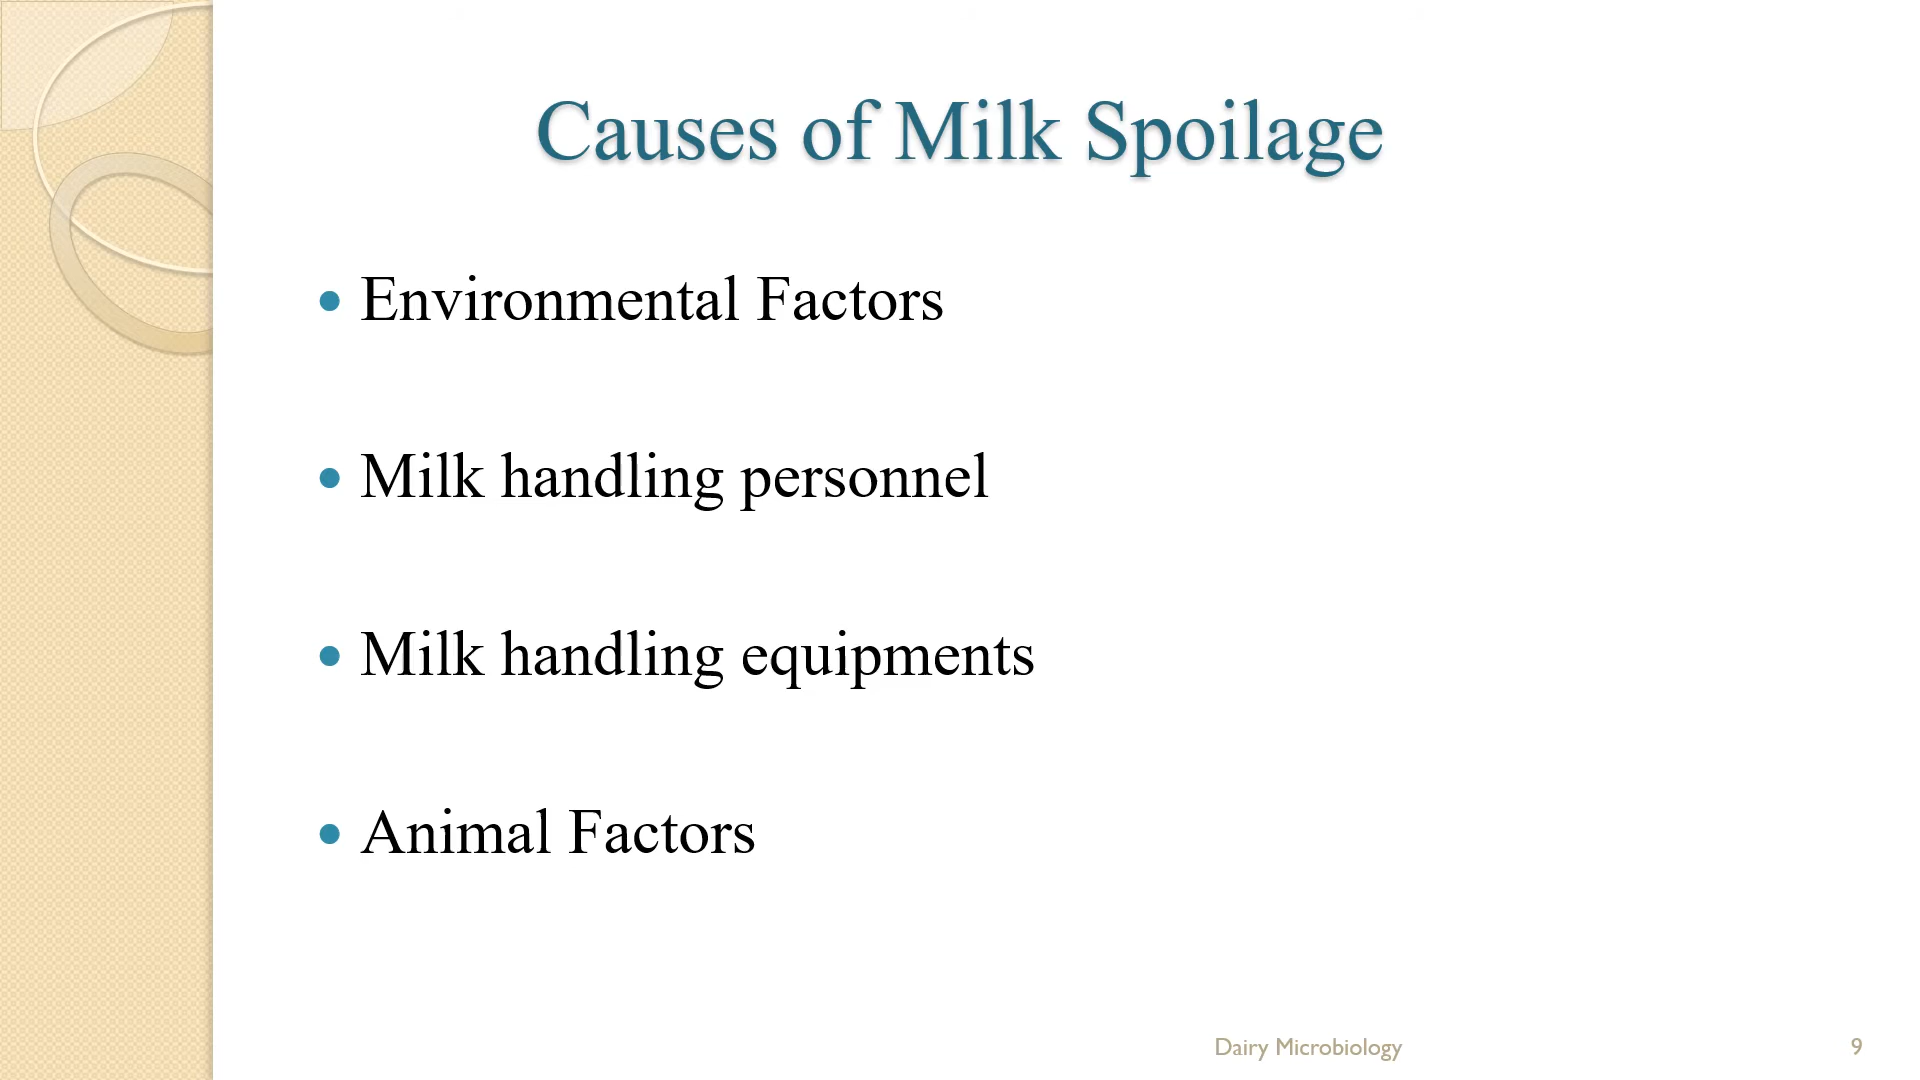 Causes of Milk Spoilage
• Environmental Factors
• Milk handling personnel
• Milk handling equipments
• Animal Factors
Dairy Microbiology
9